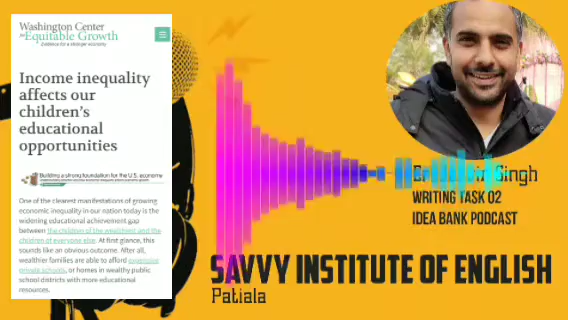 Washington Center
for Equitable Growth
Evidence for a stronger economy
Income inequality
affects our
children's
educational
opportunities
Building a strong foundation for the U.S. economy
One of the clearest manifestations of growing
economic inequality in our nation today is the
widening educational achievement gap
between the children of the wealthiest and the
children of everyone else. At first glance, this
sounds like an obvious outcome. After all,
wealthier families are able to afford expensive
private schools, or homes in wealthy public
school districts with more educational
resources.
Singh
WRITING TASK 02
IDEA BANK PODCAST
SAVVY INSTITUTE OF ENGLISH
Patiala